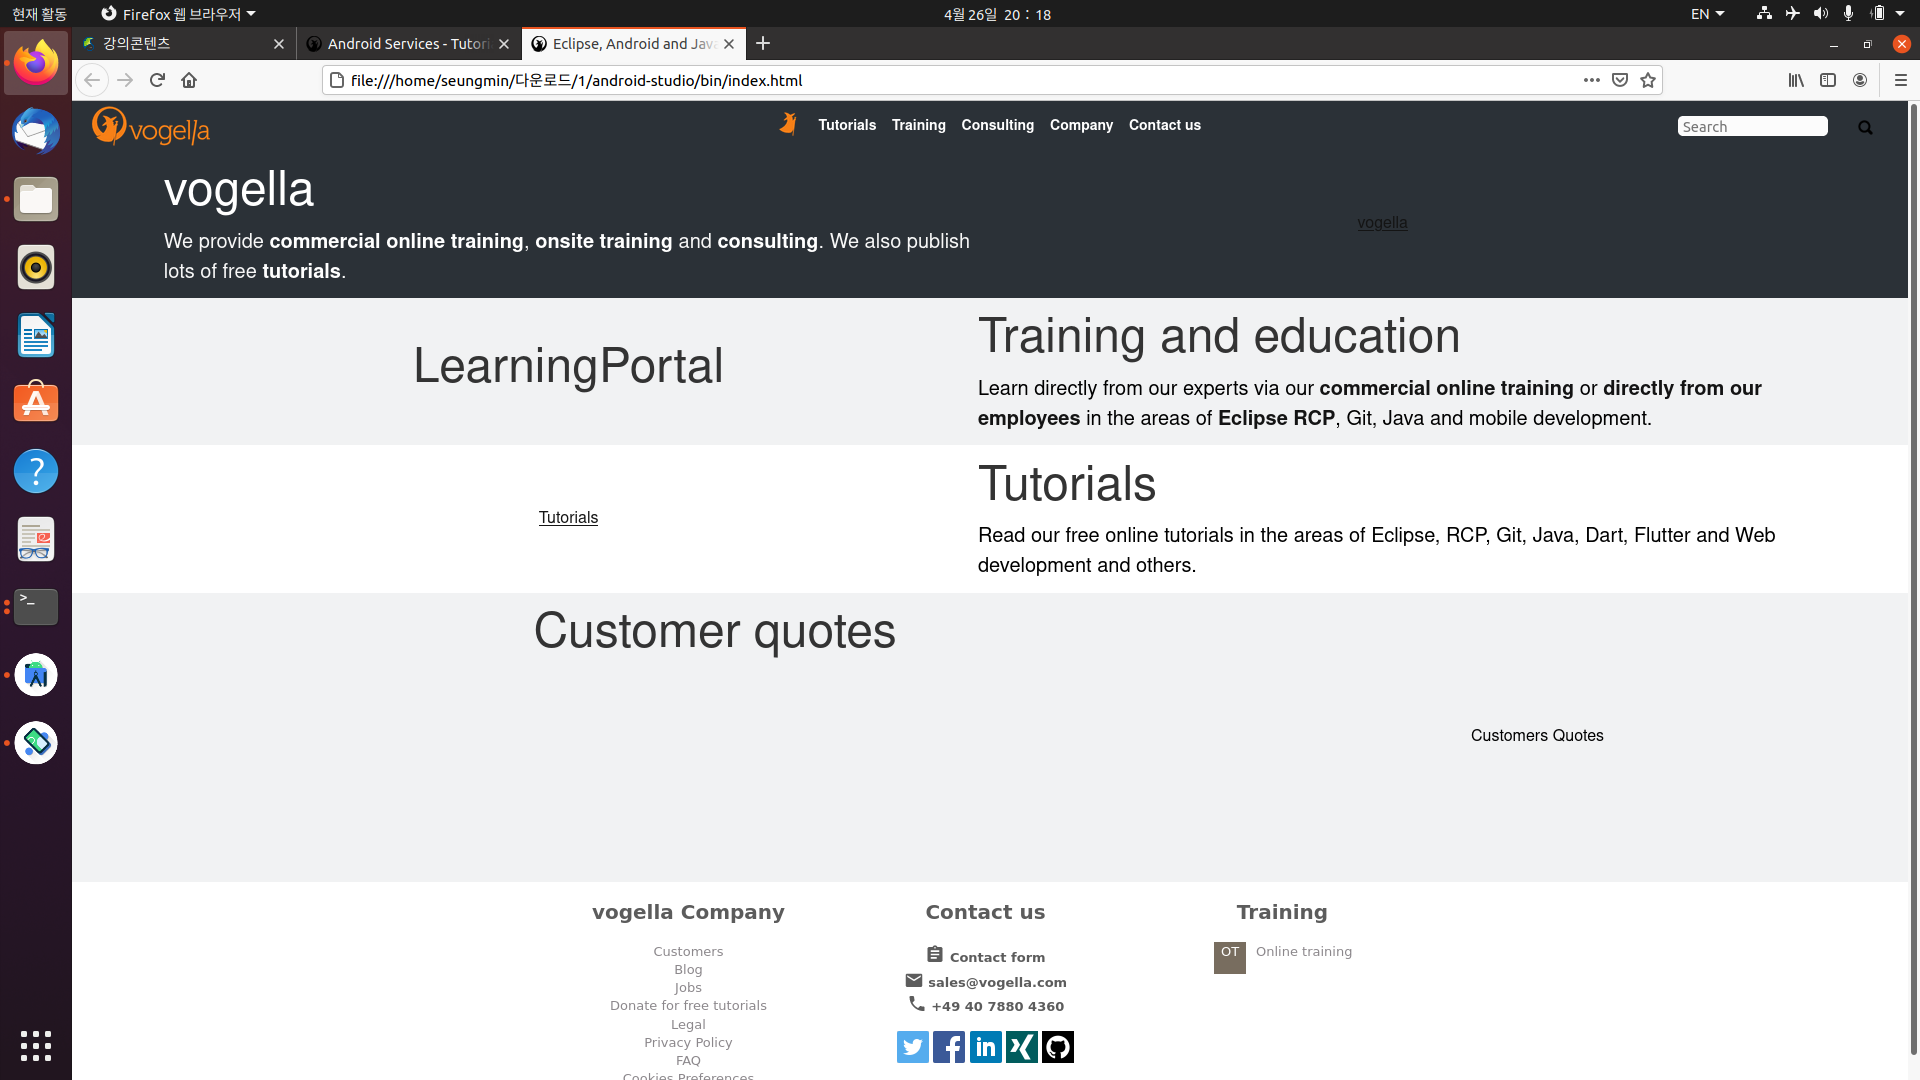 현재 활동
Firefox 웹 브라우저
4월 26일 20 : 18
EN
강의콘텐츠
Android Services - Tutori
Eclipse, Android and Jav
file:///home/seungmin/다운로드/1/android-studio/bin/index.html
vogella
Tutorials
Training
Consulting
Company
Contact us
Search
vogella
We provide commercial online training, onsite training and consulting. We also publish
lots of free tutorials.
vogella
LearningPortal
Training and education
Learn directly from our experts via our commercial online training or directly from our
employees in the areas of Eclipse RCP, Git, Java and mobile development.
Tutorials
Tutorials
Read our free online tutorials in the areas of Eclipse, RCP, Git, Java, Dart, Flutter and Web
development and others.
Customer quotes
Customers Quotes
vogella Company
Customers
Blog
Jobs
Donate for free tutorials
Legal
Privacy Policy
FAQ
Cookies Preferences
Contact us
Contact form
sales@vogella.com
+49 40 7880 4360
Training
OT
Online training